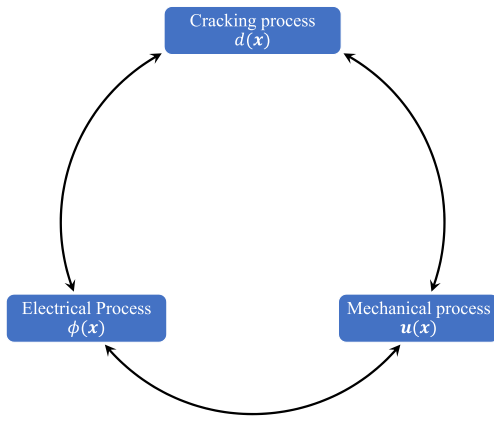 Cracking process
d(x)
Electrical Process
ϕ(x)
Mechanical process
u(x)